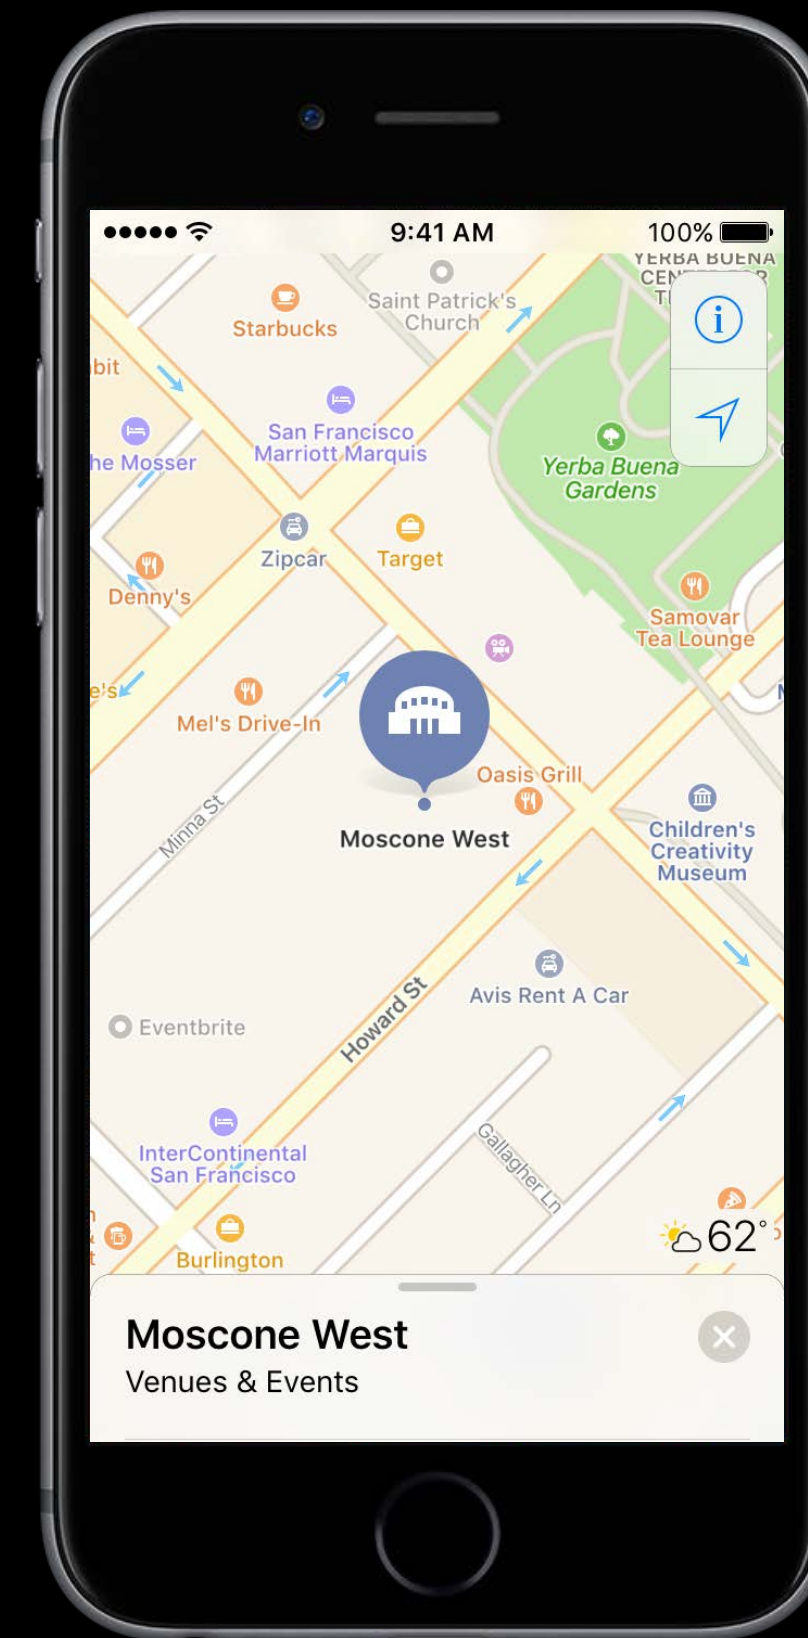 9:41 AM
100%
YERBA BUENA
Starbucks
Saint Patrick's
Church
San Francisco
Marriott Marquis
Mosser
Yerba Buena
Gardens
Zipcar
Target
Denny's
Samovar
Tea Lounge
Mel's Drive-In
Oasis Grill
Minna St
Moscone West
Children's
Creativity
Museum
Howard St
Avis Rent A Car
Eventbrite
InterContinental
San Francisco
Gallagher Ln
62°
Burlington
Moscone West
Venues & Events